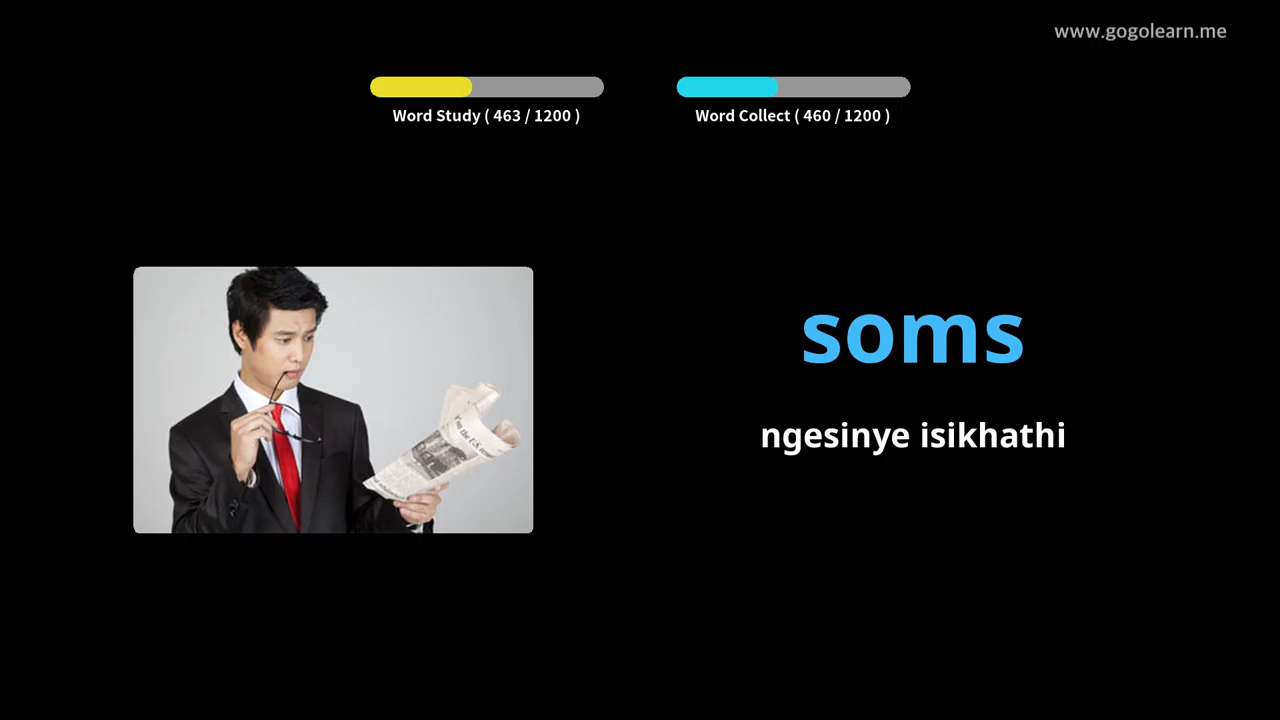 www.gogolearn.me
Word Study ( 463 / 1200 )
Word Collect ( 460 / 1200 )
soms
ngesinye isikhathi